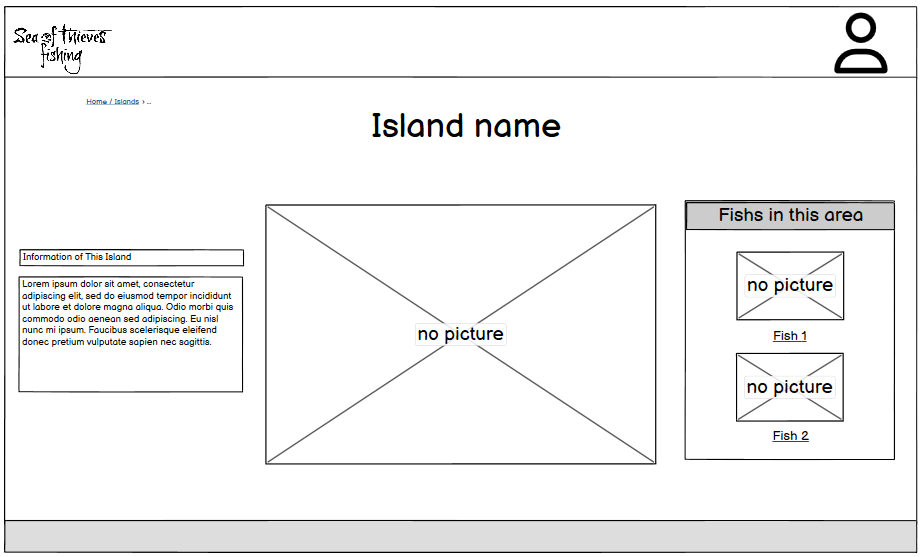 Sea of thieves
fishing
Home / Islands › ..
Island name
Information of This Island
Lorem ipsum dolor sit amet, consectetur
adipiscing elit, sed do eiusmod tempor incididunt
ut labore et dolore magna aliqua. Odio morbi quis
commodo odio aenean sed adipiscing. Eu nisl
nunc mi ipsum. Faucibus scelerisque eleifend
donec pretium vulputate sapien nec sagittis.
no picture
Fishs in this area
no picture
Fish 1
no picture
Fish 2